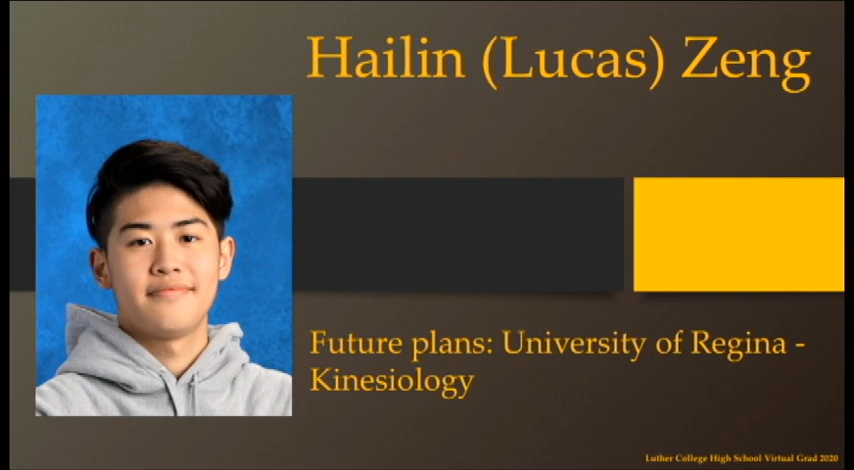 Hailin (Lucas) Zeng
Future plans: University of Regina -
Kinesiology
Luther College High School Virtual Grad 2020